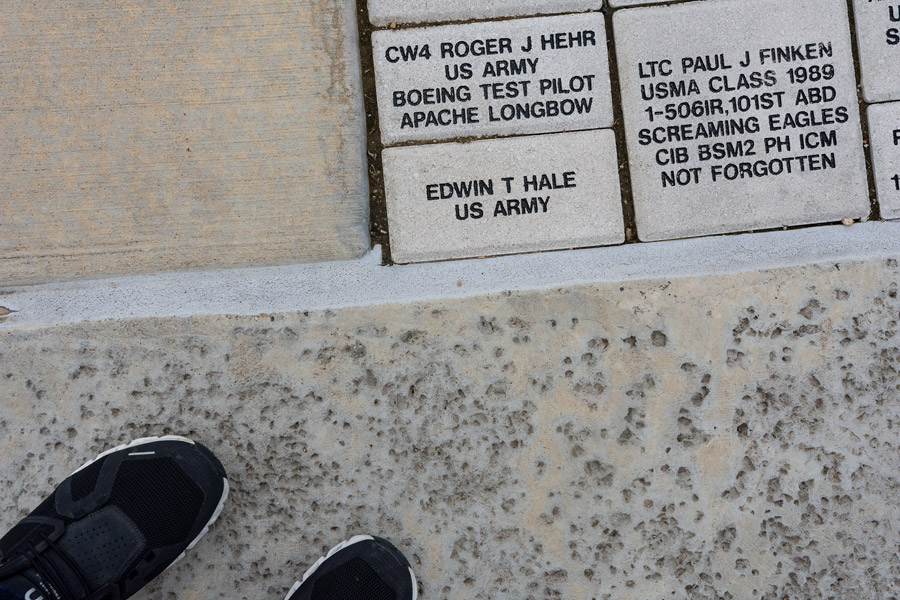 CW4 ROGER J HEHR
US ARMY
BOEING TEST PILOT
APACHE LONGBOW
EDWIN T HALE
US ARMY
LTC PAUL J FINKEN
USMA CLASS 1989
1-506IR,101ST ABD
SCREAMING EAGLES
CIB BSM2 PH ICM
NOT FORGOTTEN